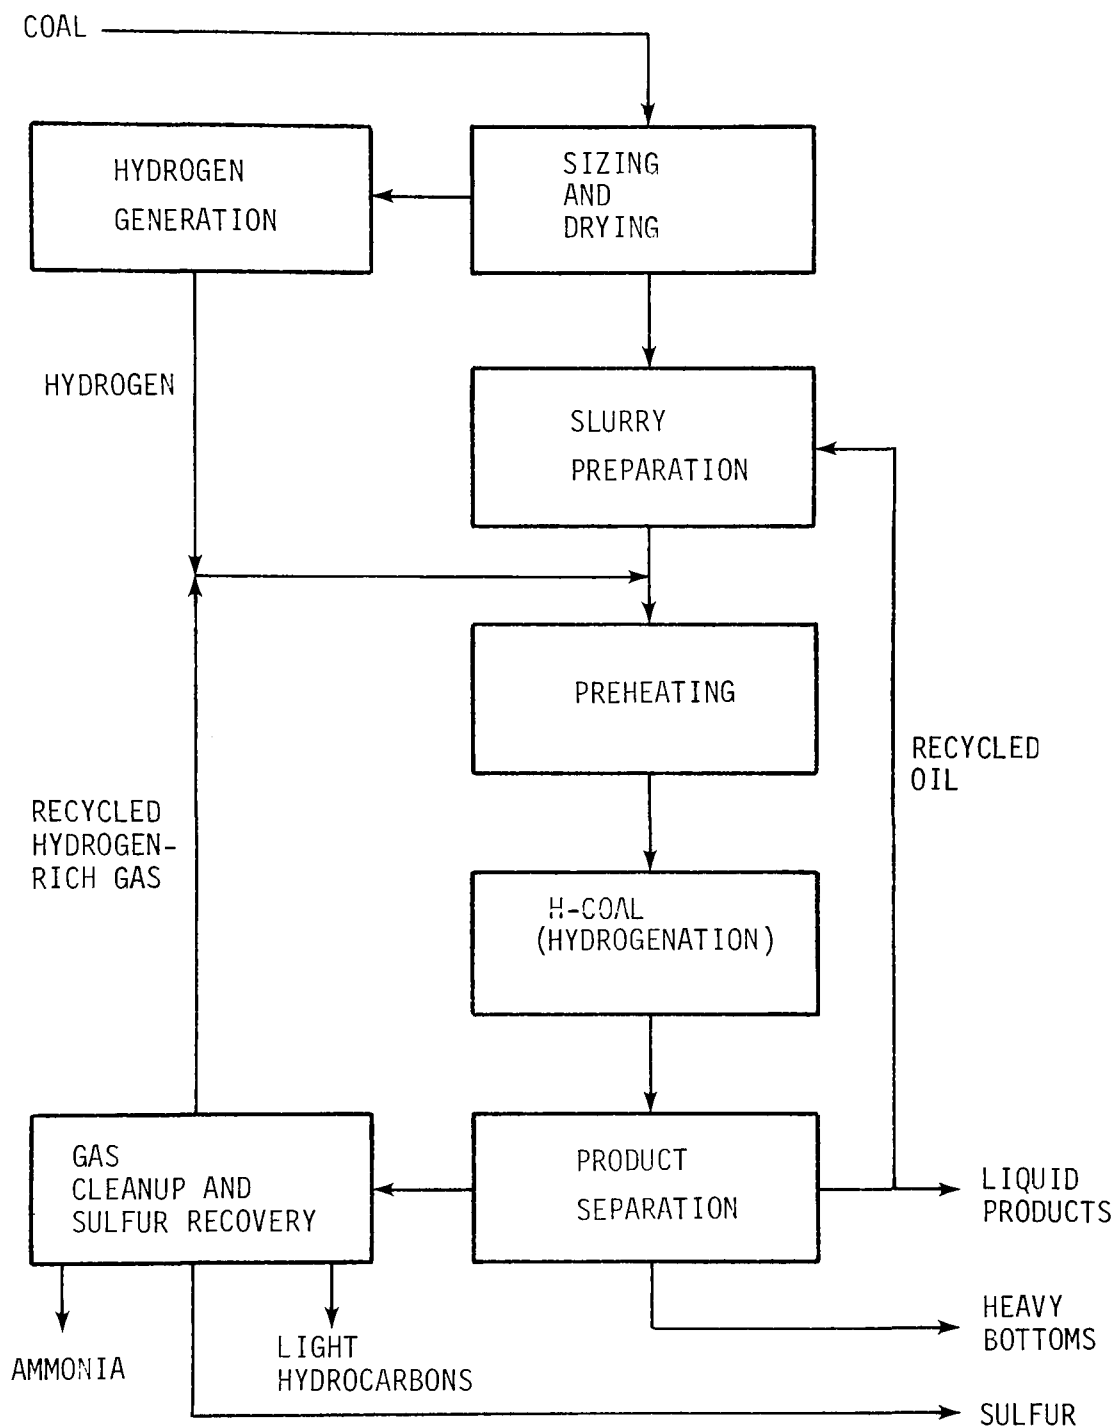 COAL
HYDROGEN
GENERATION
SIZING
AND
DRYING
HYDROGEN
SLURRY
PREPARATION
PREHEATING
RECYCLED
OIL
RECYCLED
HYDROGEN-
RICH GAS
H-COAL
(HYDROGENATION)
GAS
CLEANUP AND
SULFUR RECOVERY
PRODUCT
SEPARATION
LIQUID
PRODUCTS
HEAVY
BOTTOMS
AMMONIA
LIGHT
HYDROCARBONS
SULFUR